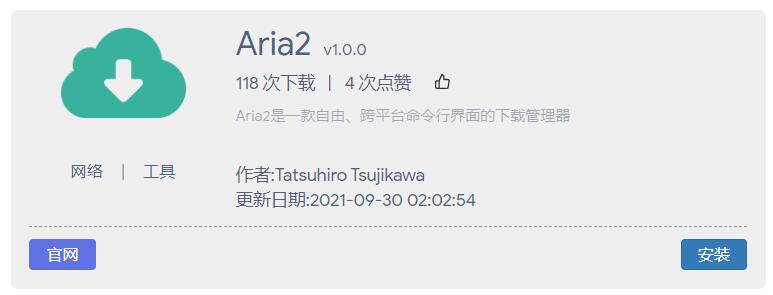 Aria2 v1.0.0
118 次下载 | 4 次点赞
Aria2是一款自由、跨平台命令行界面的下载管理器
网络 | 工具
作者:Tatsuhiro Tsujikawa
更新日期:2021-09-30 02:02:54
官网
安装